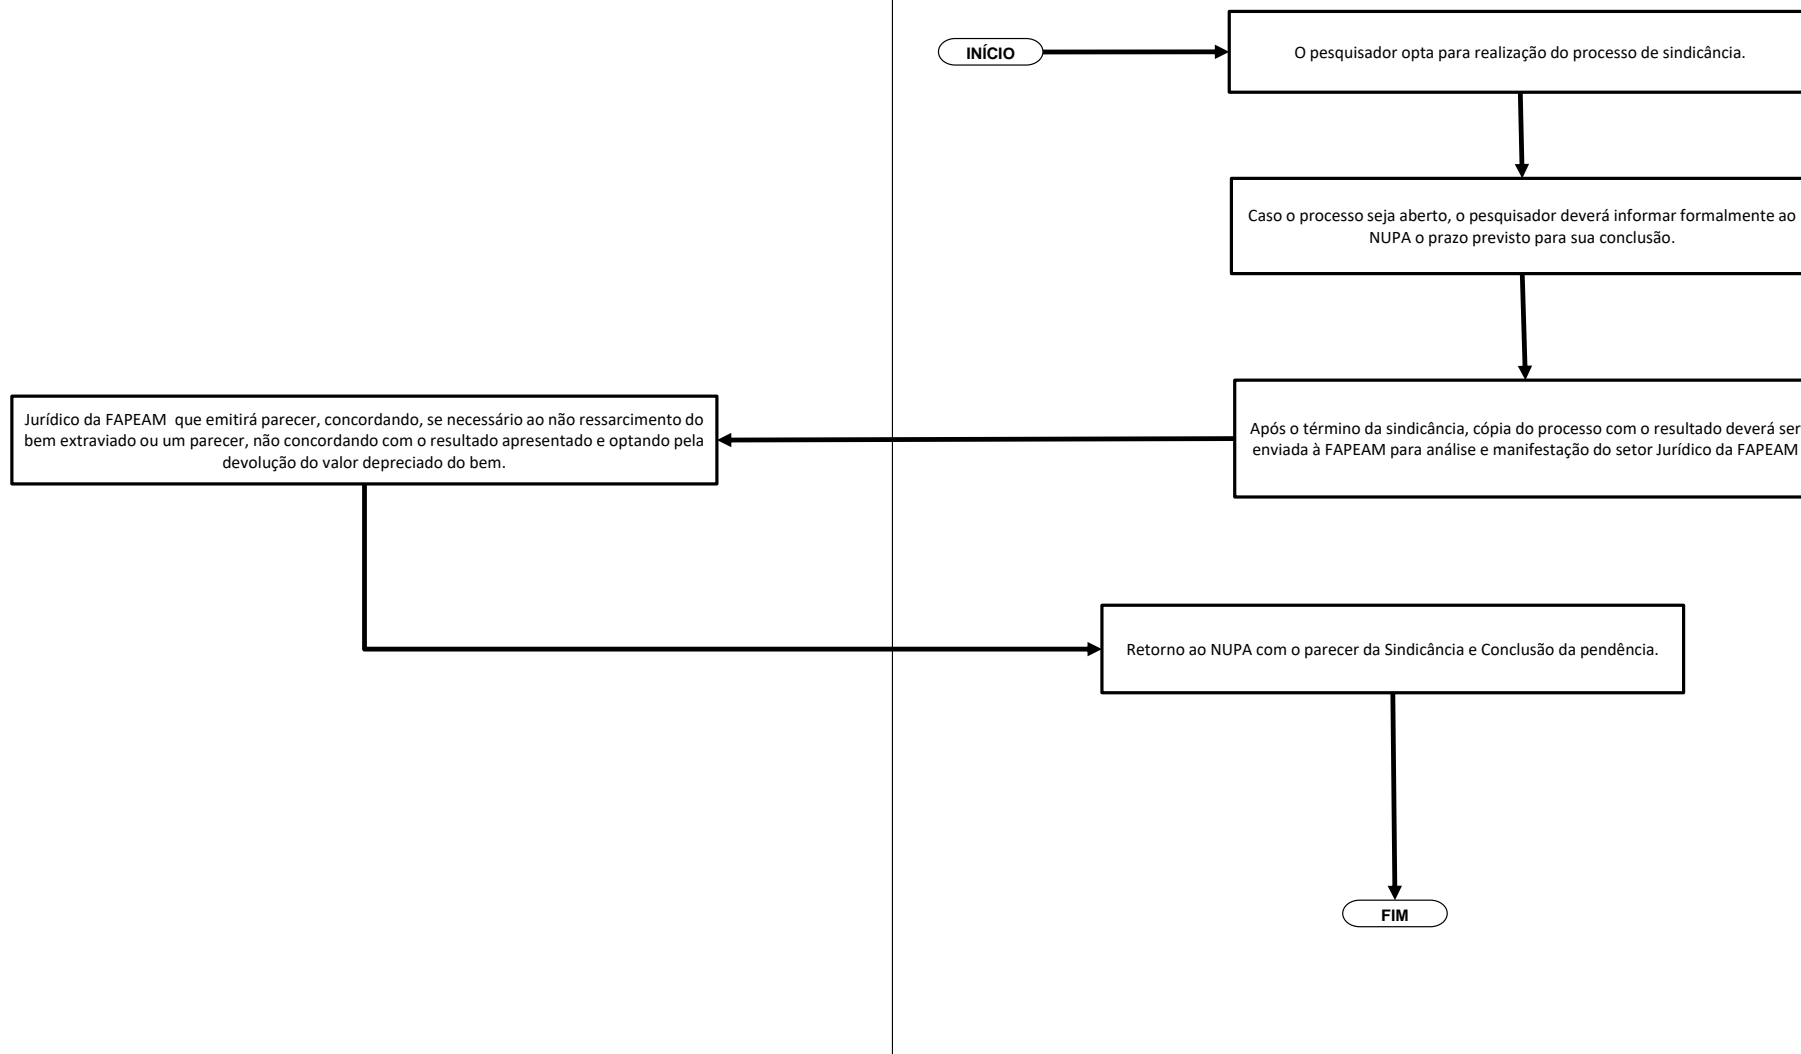 INÍCIO
O pesquisador opta para realização do processo de sindicância.
Caso o processo seja aberto, o pesquisador deverá informar formalmente ao
NUPA o prazo previsto para sua conclusão.
Após o término da sindicância, cópia do processo com o resultado deverá ser
enviada à FAPEAM para análise e manifestação do setor Jurídico da FAPEAM
Jurídico da FAPEAM  que emitirá parecer, concordando, se necessário ao não ressarcimento do
bem extraviado ou um parecer, não concordando com o resultado apresentado e optando pela
devolução do valor depreciado do bem.
Retorno ao NUPA com o parecer da Sindicância e Conclusão da pendência.
FIM